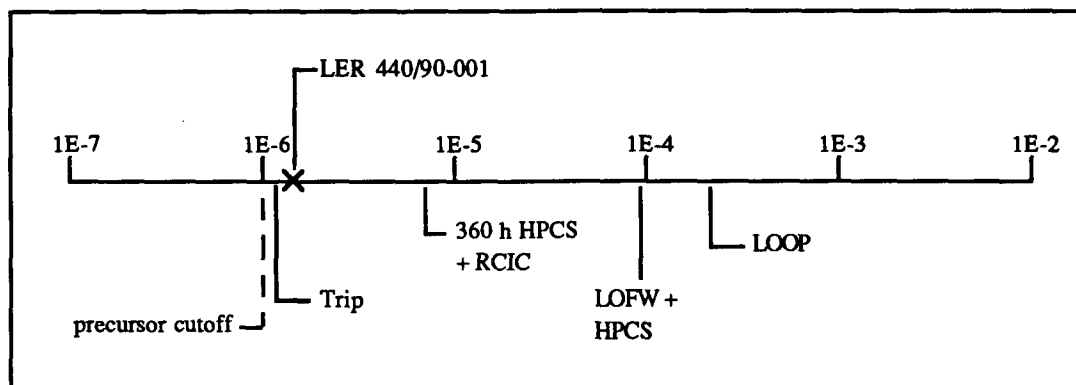 LER 440/90-001
1E-7 1E-6 1E-5 1E-4 1E-3 1E-2
360 h HPCS
+ RCIC
LOOP
Trip
LOFW +
HPCS
precursor cutoff